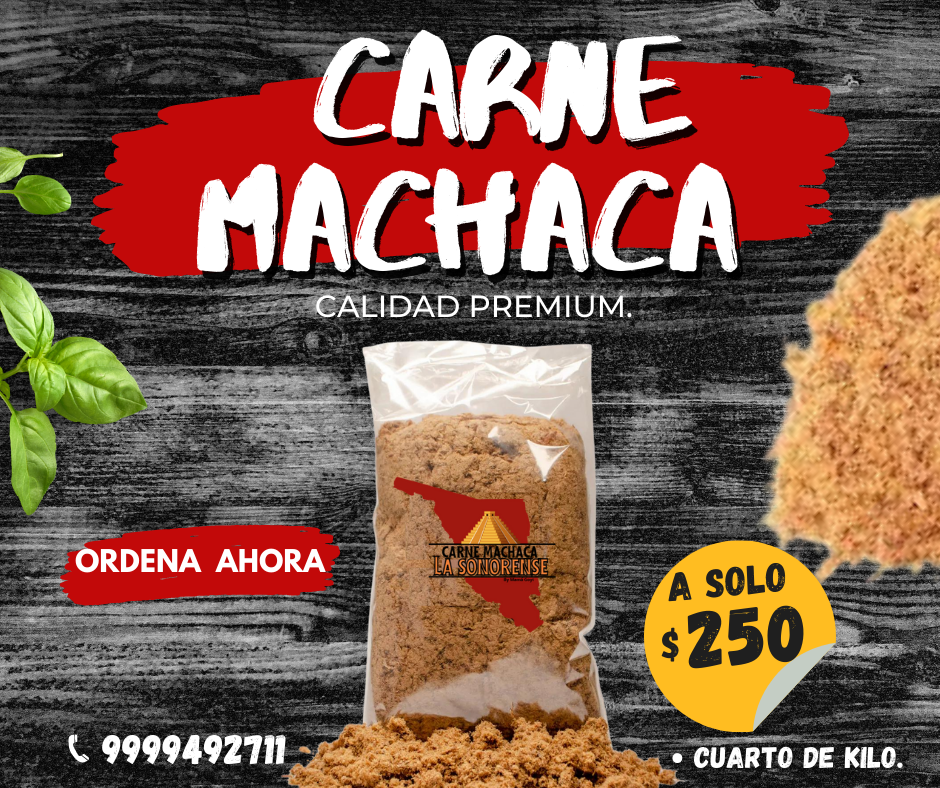 CARNE
MACHACA
CALIDAD PREMIUM.
CARNE MACHACA
LA SONORENSE
ORDENA AHORA
A SOLO
$250
9999492711
• CUARTO DE KILO.